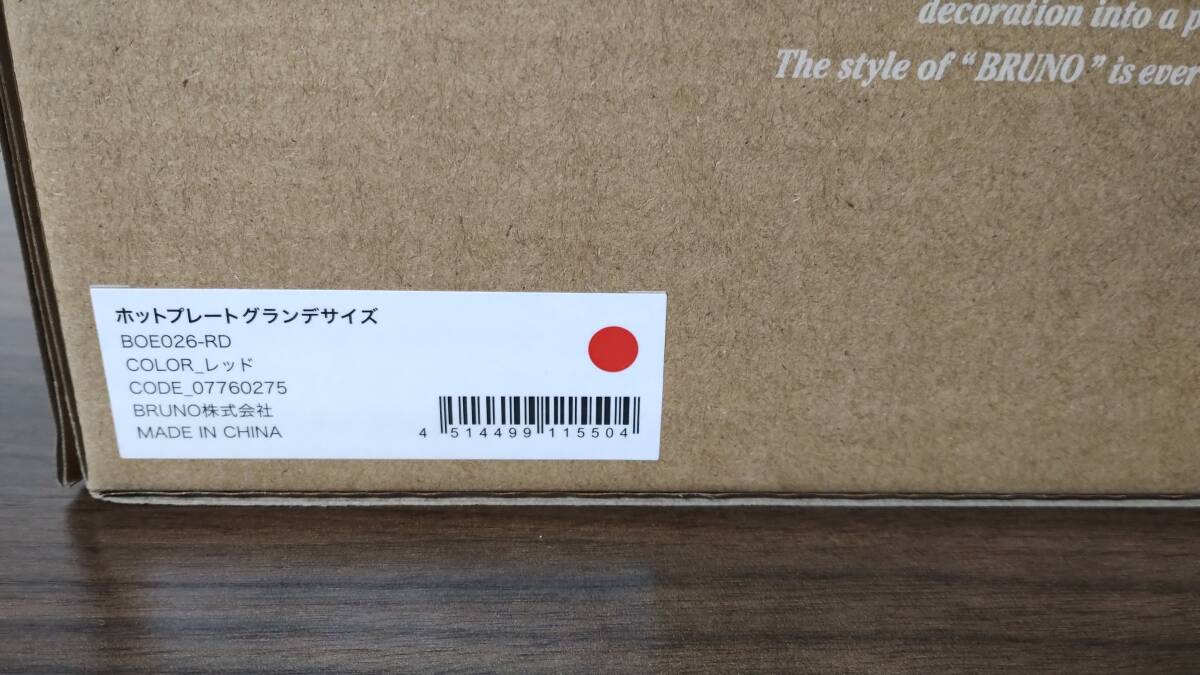 decoration into a p
The style of “BRUNO” is ever
ホットプレートグランデサイズ
BOE026-RD
COLOR_レッド
CODE_07760275
BRUNO株式会社
MADE IN CHINA
4 514499 115504